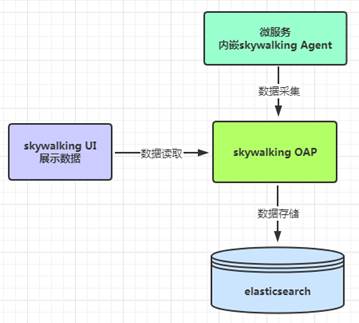 微服务
内嵌skywalking Agent
数据采集
skywalking UI
展示数据
数据读取
skywalking OAP
数据存储
elasticsearch